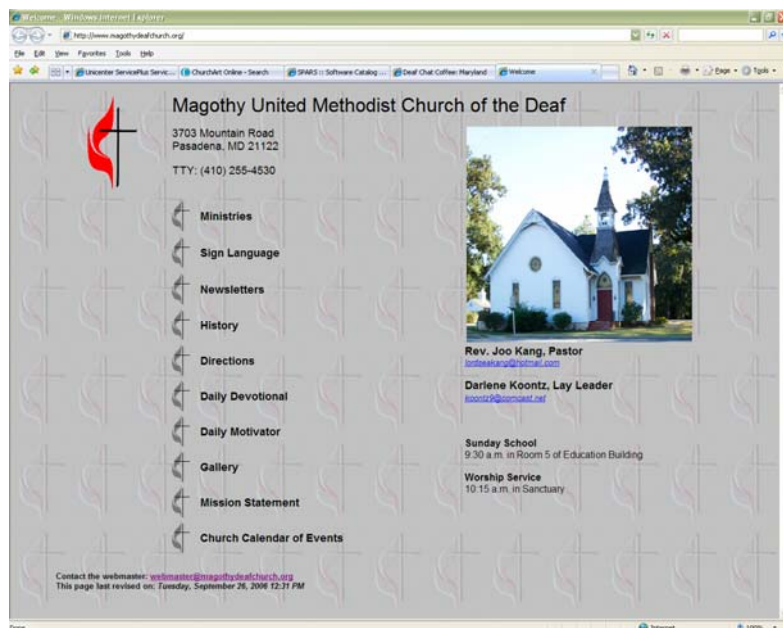 Welcome - Windows Internet Explorer
http://www.magothydeafchurch.org/
File Edit View Favorites Tools Help
Unicenter ServicePlus Servic... ChurchArt Online - Search SPARS :: Software Catalog ... Deaf Chat Coffee: Maryland Welcome Page Tools
Magothy United Methodist Church of the Deaf
3703 Mountain Road
Pasadena, MD 21122
TTY: (410) 255-4530
Ministries
Sign Language
Newsletters
History
Directions
Daily Devotional
Daily Motivator
Gallery
Mission Statement
Church Calendar of Events
Rev. Joo Kang, Pastor
Darlene Koontz, Lay Leader
koontz9@comcast.net
Sunday School
9:30 a.m. in Room 5 of Education Building
Worship Service
10:15 a.m. in Sanctuary
Contact the webmaster: webmaster@magothydeafchurch.org
This page last revised on: Tuesday, September 26, 2006 12:31 PM
Done Internet 100%